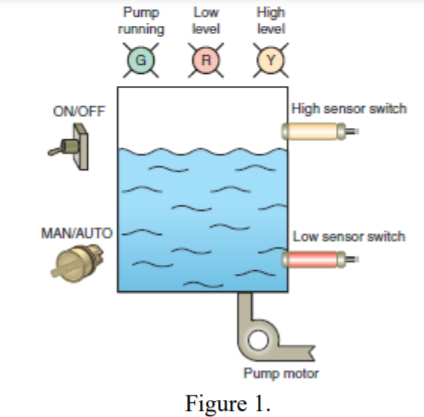 Pump
running
Low
level
High
level
G
R
Y
ON/OFF
High sensor switch
MAN/AUTO
Low sensor switch
Pump motor
Figure 1.